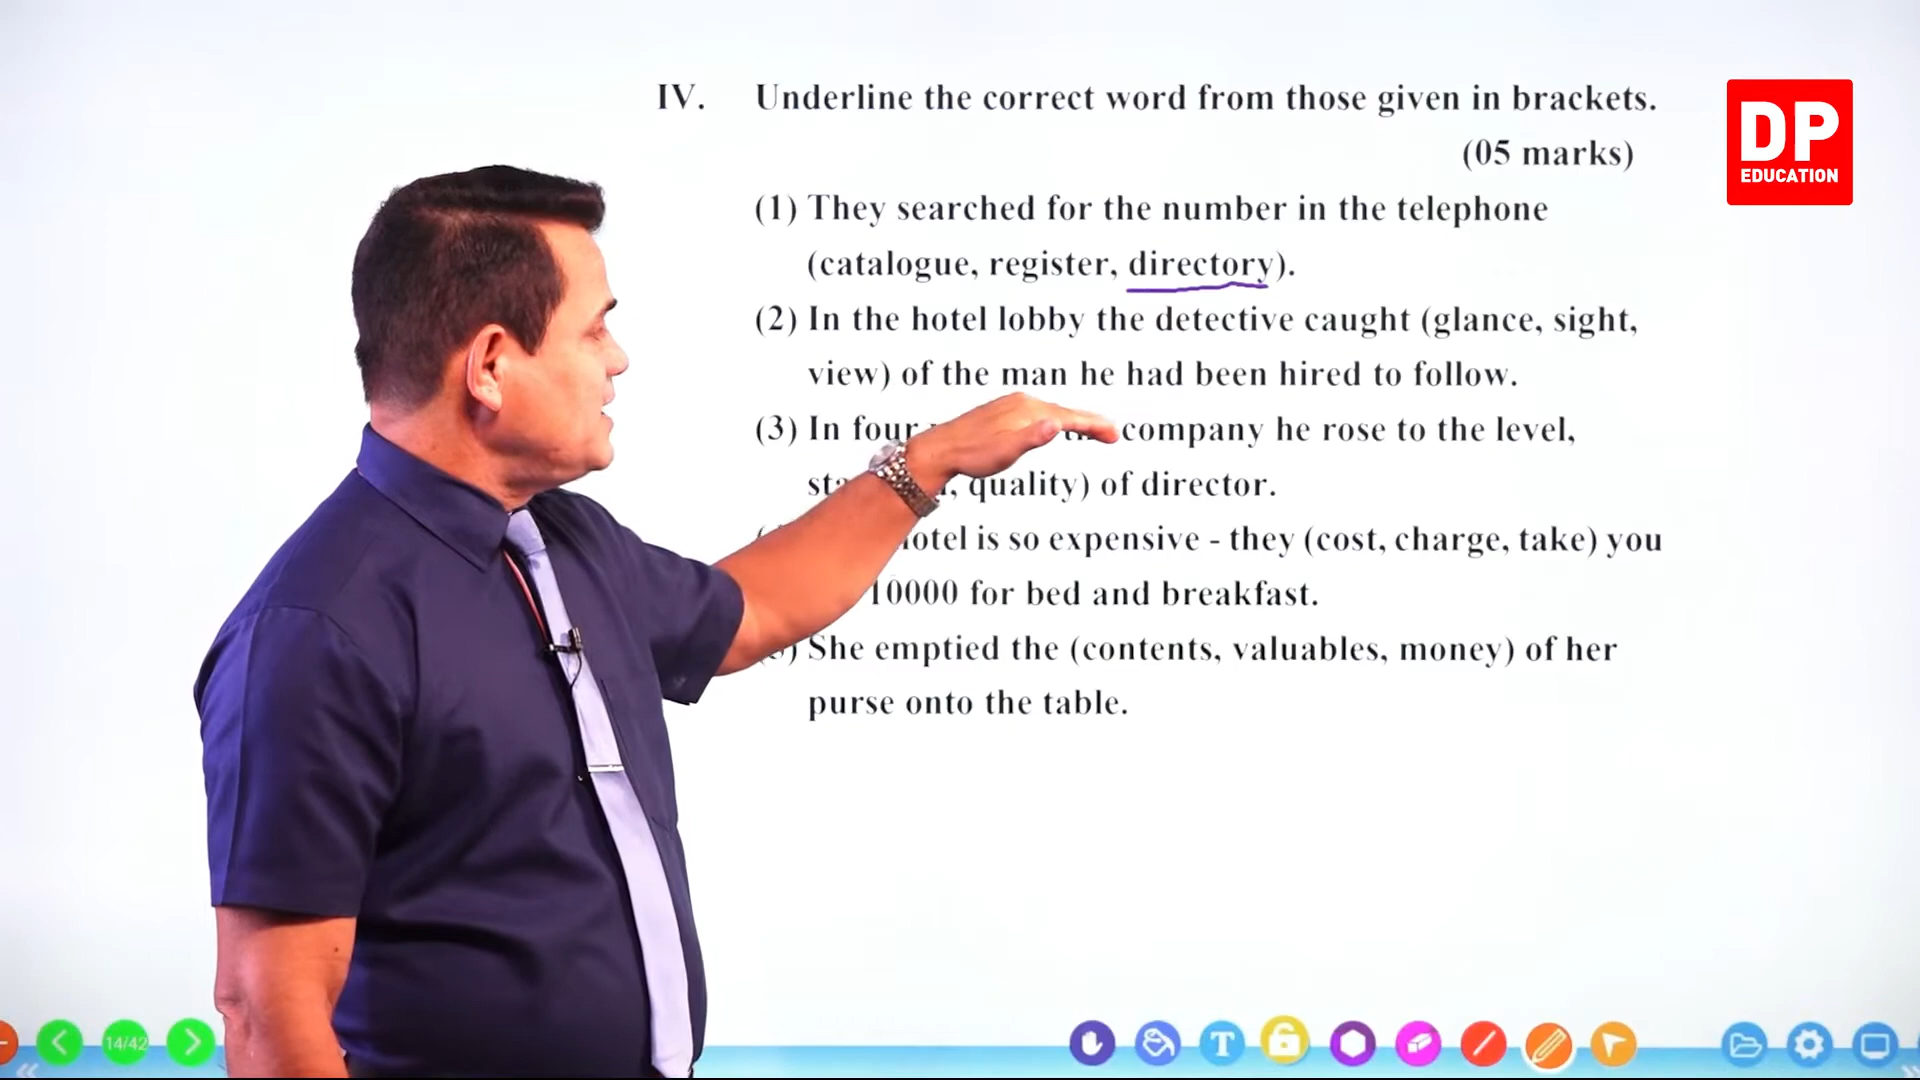 IV. Underline the correct word from those given in brackets.
(05 marks)
DP
EDUCATION
(1) They searched for the number in the telephone
(catalogue, register, directory).
(2) In the hotel lobby the detective caught (glance, sight,
view) of the man he had been hired to follow.
(3) In four company he rose to the level,
quality) of director.
is so expensive - they (cost, charge, take) you
10000 for bed and breakfast.
She emptied the (contents, valuables, money) of her
purse onto the table.
14/42
T